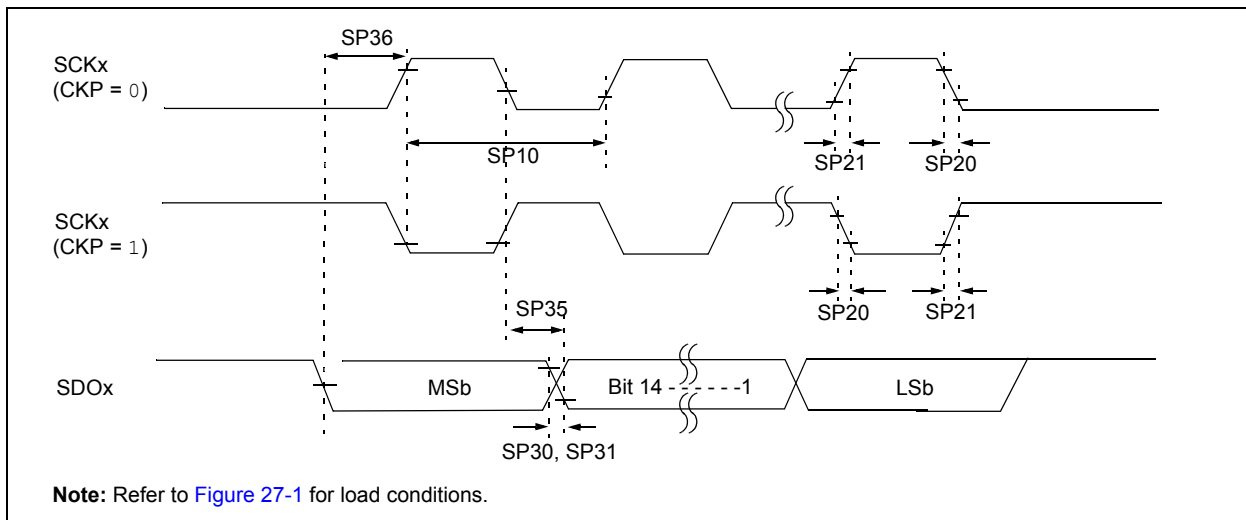 SP36
SCKx
(CKP = 0)
SP10
SP21
SP20
SCKx
(CKP = 1)
SP35
SP20
SP21
SDOx
MSb
Bit 14 - - - - - -1
LSb
SP30, SP31
Note: Refer to Figure 27-1 for load conditions.